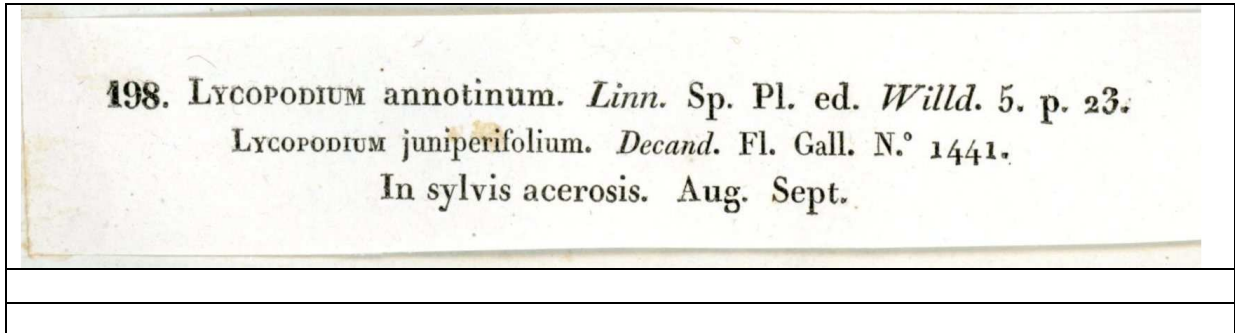 198. Lycopodium annotinum. Linn. Sp. Pl. ed. Willd. 5. p. 23.
Lycopodium juniperifolium. Decand. Fl. Gall. N.° 1441.
In sylvis acerosis. Aug. Sept.